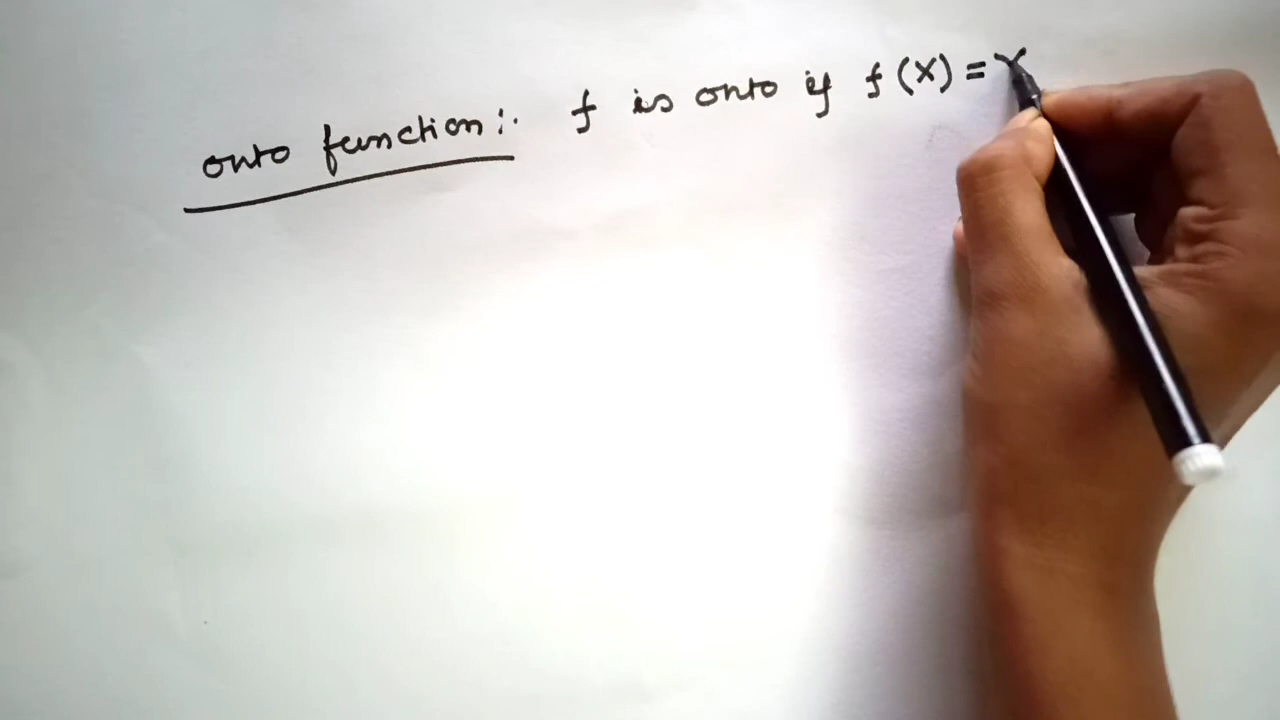 onto function:. f is onto if f(X) = Y